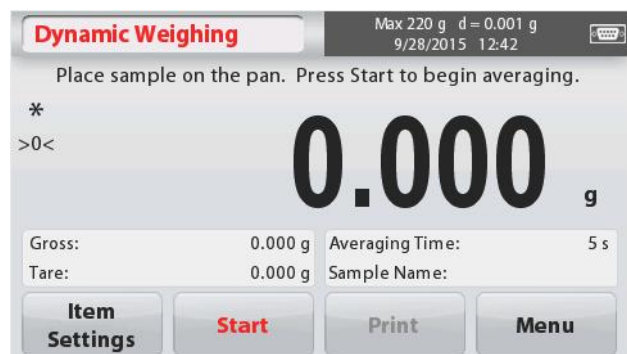 Dynamic Weighing
Max 220 g d = 0.001 g
9/28/2015 12:42
Place sample on the pan. Press Start to begin averaging.
*
>0<
0.000 g
Gross: 0.000 g
Tare: 0.000 g
Averaging Time: 5 s
Sample Name:
Item
Settings
Start
Print
Menu